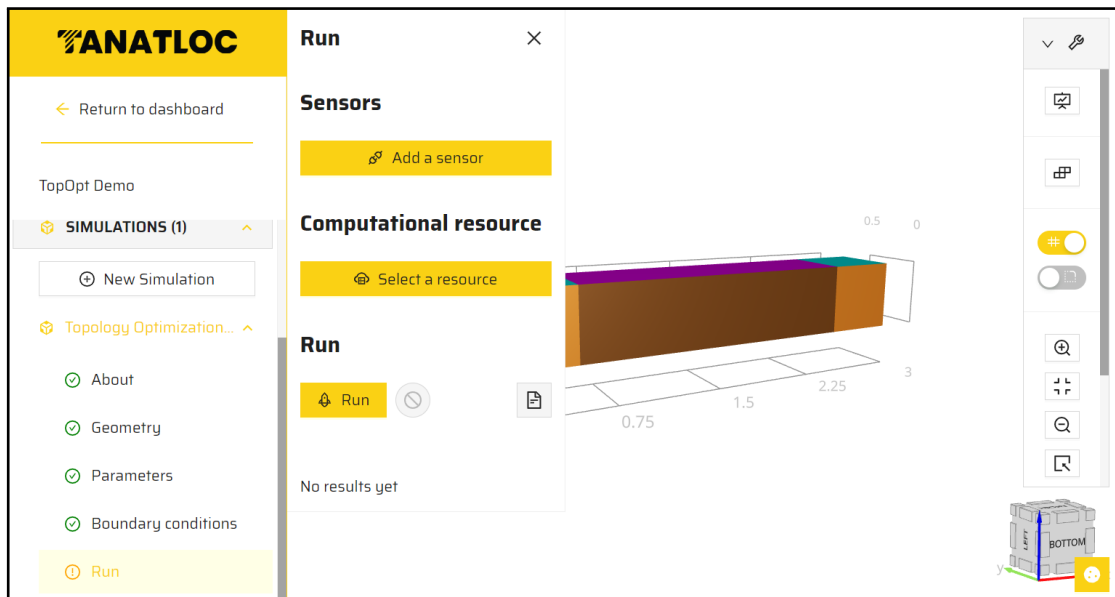 TANATLOC
Return to dashboard
TopOpt Demo
SIMULATIONS (1)
New Simulation
Topology Optimization...
About
Geometry
Parameters
Boundary conditions
Run
Run
Sensors
Add a sensor
Computational resource
Select a resource
Run
Run
No results yet
0.5
0
0.75
1.5
2.25
3
LEFT
BOTTOM
y